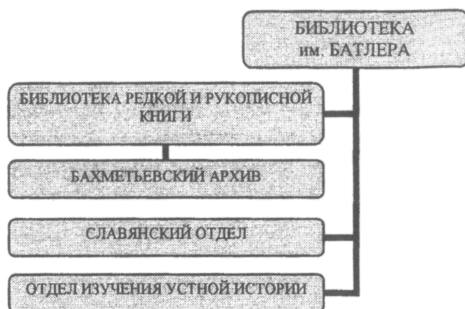 БИБЛИОТЕКА
им. БАТЛЕРА
БИБЛИОТЕКА РЕДКОЙ И РУКОПИСНОЙ
КНИГИ
БАХМЕТЬЕВСКИЙ АРХИВ
СЛАВЯНСКИЙ ОТДЕЛ
ОТДЕЛ ИЗУЧЕНИЯ УСТНОЙ ИСТОРИИ